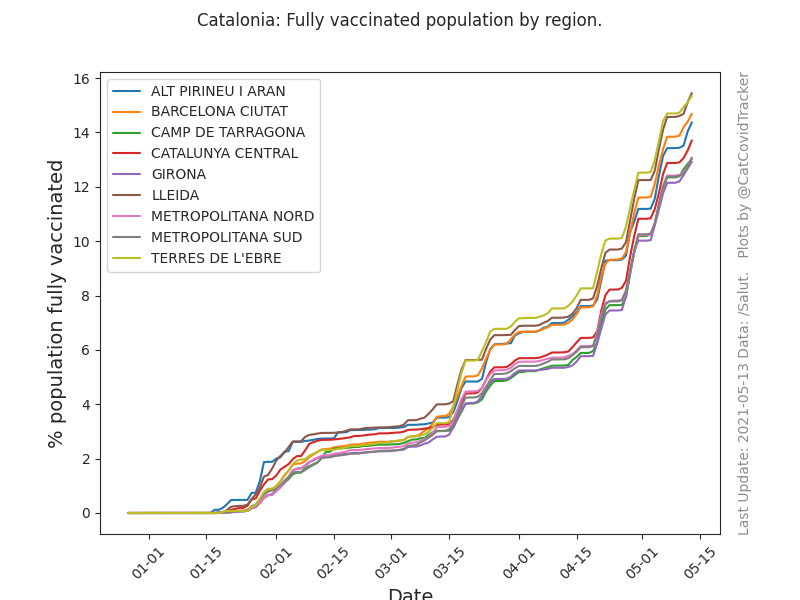 Catalonia: Fully vaccinated population by region.
16
14
12
10
8
6
4
2
0
% population fully vaccinated
ALT PIRINEU I ARAN
BARCELONA CIUTAT
CAMP DE TARRAGONA
CATALUNYA CENTRAL
GIRONA
LLEIDA
METROPOLITANA NORD
METROPOLITANA SUD
TERRES DE L'EBRE
01-01
01-15
02-01
02-15
03-01
03-15
04-01
04-15
05-01
05-15
Date
Last Update: 2021-05-13 Data: /Salut. Plots by @CatCovidTracker